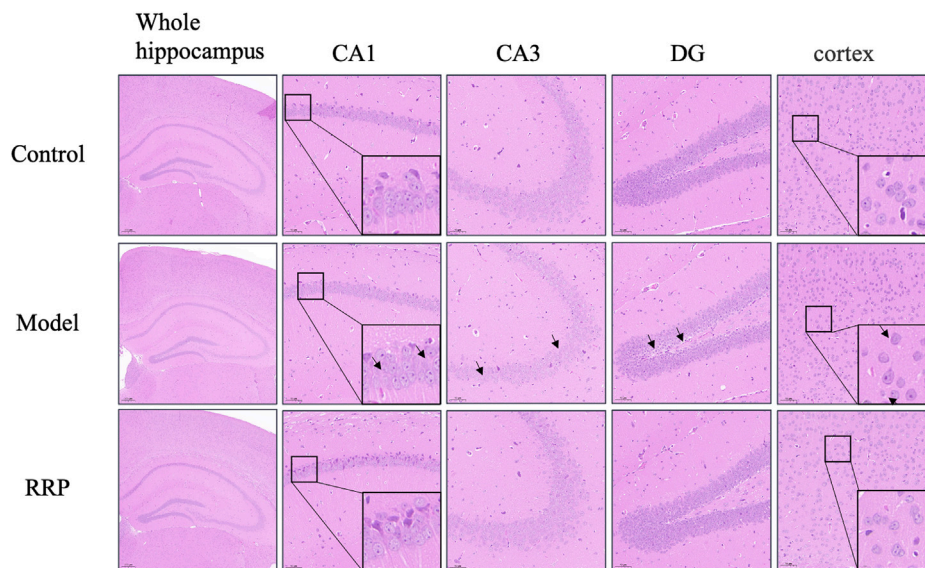 Whole
hippocampus
CA1
CA3
DG
cortex
Control
Model
RRP